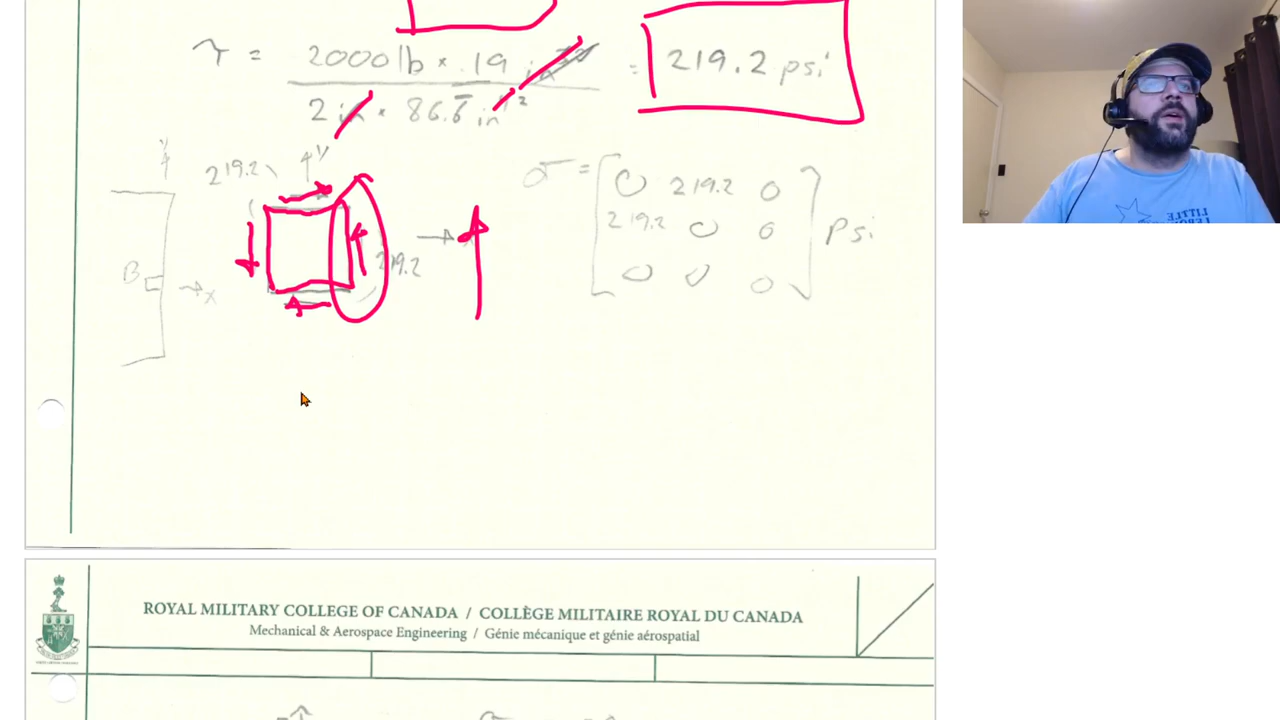 τ = 2000 lb × .19
2 in × 86.6 in²
= 219.2 psi
219.2
y
y
B
x
219.2
σ = [0 219.2 0
219.2 0 0
0 0 0] Psi
ROYAL MILITARY COLLEGE OF CANADA / COLLÈGE MILITAIRE ROYAL DU CANADA
Mechanical & Aerospace Engineering / Génie mécanique et génie aérospatial
LITTLE